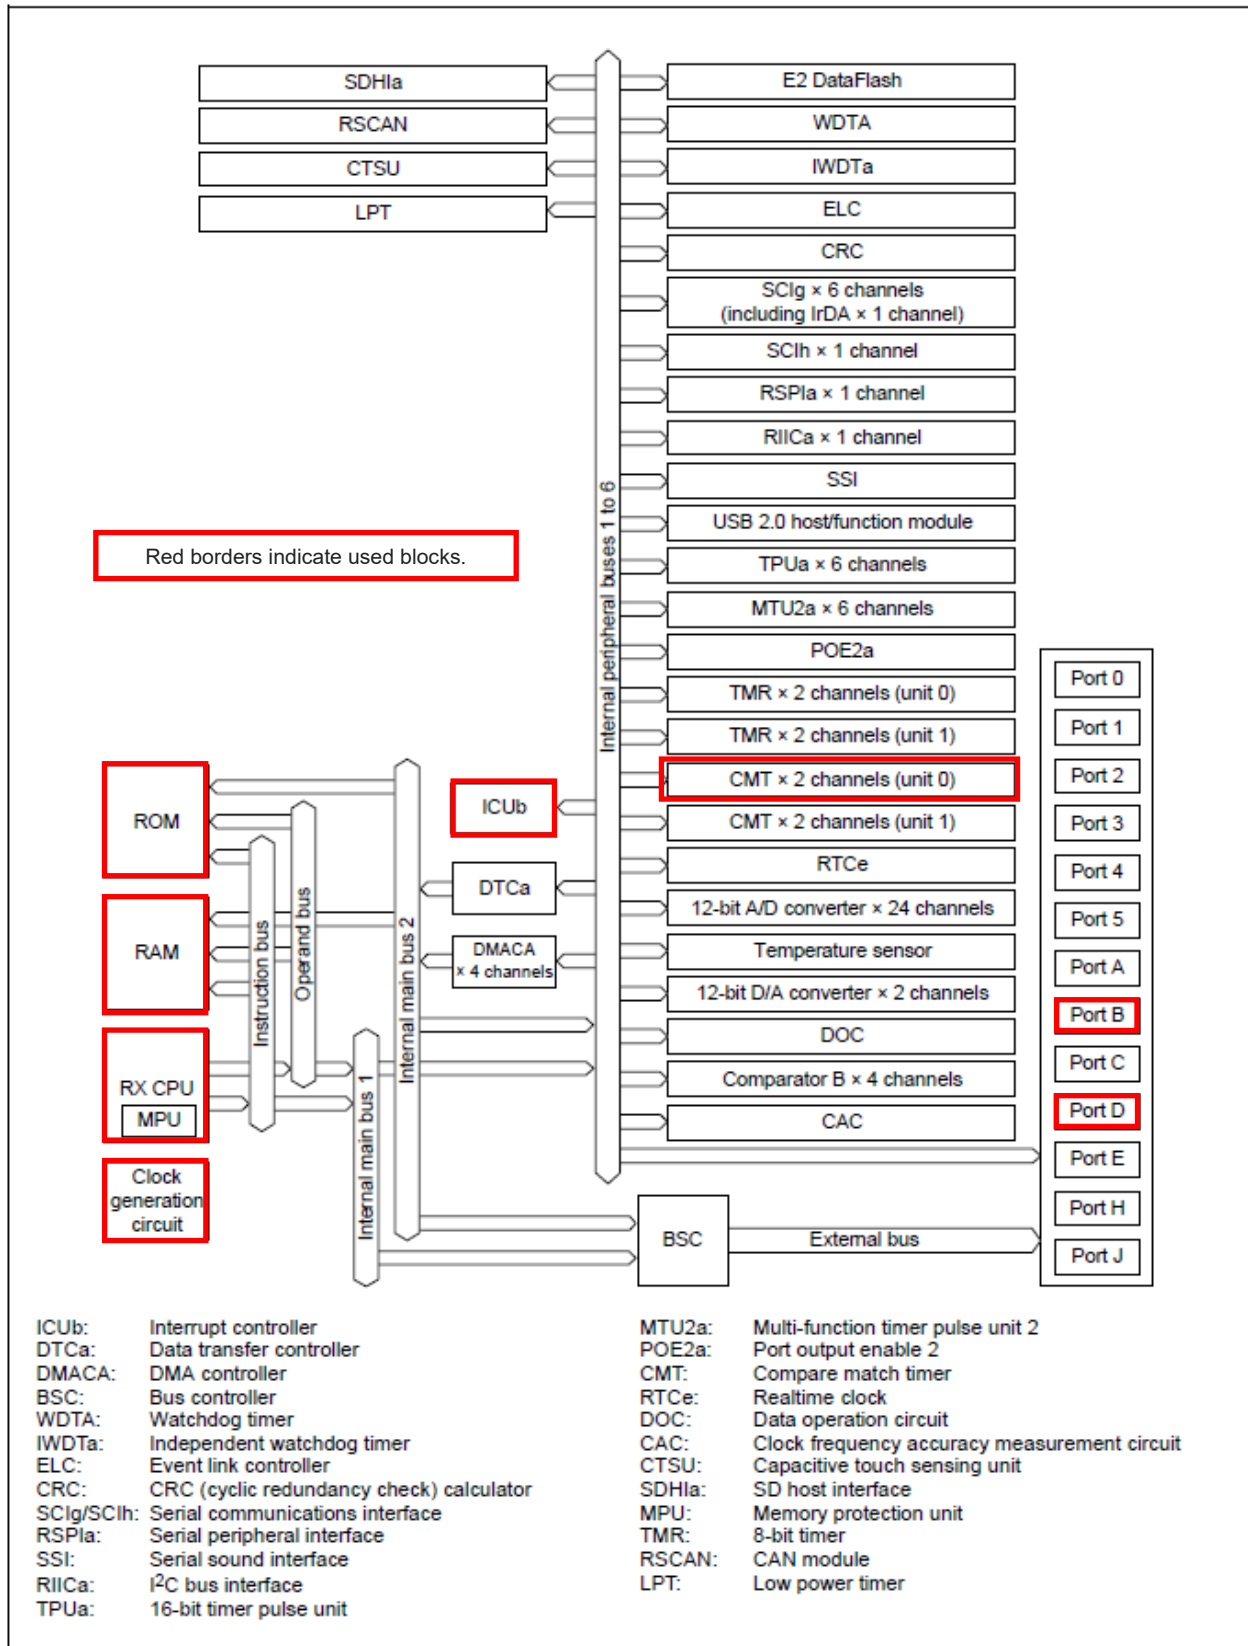 SDHIa
RSCAN
CTSU
LPT
E2 DataFlash
WDTA
IWDTa
ELC
CRC
SCIg × 6 channels
(including IrDA × 1 channel)
SCIh × 1 channel
RSPIa × 1 channel
RIICa × 1 channel
SSI
USB 2.0 host/function module
TPUa × 6 channels
MTU2a × 6 channels
POE2a
TMR × 2 channels (unit 0)
TMR × 2 channels (unit 1)
CMT × 2 channels (unit 0)
CMT × 2 channels (unit 1)
RTCe
12-bit A/D converter × 24 channels
Temperature sensor
12-bit D/A converter × 2 channels
DOC
Comparator B × 4 channels
CAC
Internal peripheral buses 1 to 6
Red borders indicate used blocks.
ROM
RAM
RX CPU
MPU
Clock
generation
circuit
Instruction bus
Operand bus
Internal main bus 1
Internal main bus 2
ICUb
DTCa
DMACA
× 4 channels
BSC
External bus
Port 0
Port 1
Port 2
Port 3
Port 4
Port 5
Port A
Port B
Port C
Port D
Port E
Port H
Port J
ICUb: Interrupt controller
DTCa: Data transfer controller
DMACA: DMA controller
BSC: Bus controller
WDTA: Watchdog timer
IWDTa: Independent watchdog timer
ELC: Event link controller
CRC: CRC (cyclic redundancy check) calculator
SCIg/SCIh: Serial communications interface
RSPIa: Serial peripheral interface
SSI: Serial sound interface
RIICa: I²C bus interface
TPUa: 16-bit timer pulse unit
MTU2a: Multi-function timer pulse unit 2
POE2a: Port output enable 2
CMT: Compare match timer
RTCe: Realtime clock
DOC: Data operation circuit
CAC: Clock frequency accuracy measurement circuit
CTSU: Capacitive touch sensing unit
SDHIa: SD host interface
MPU: Memory protection unit
TMR: 8-bit timer
RSCAN: CAN module
LPT: Low power timer